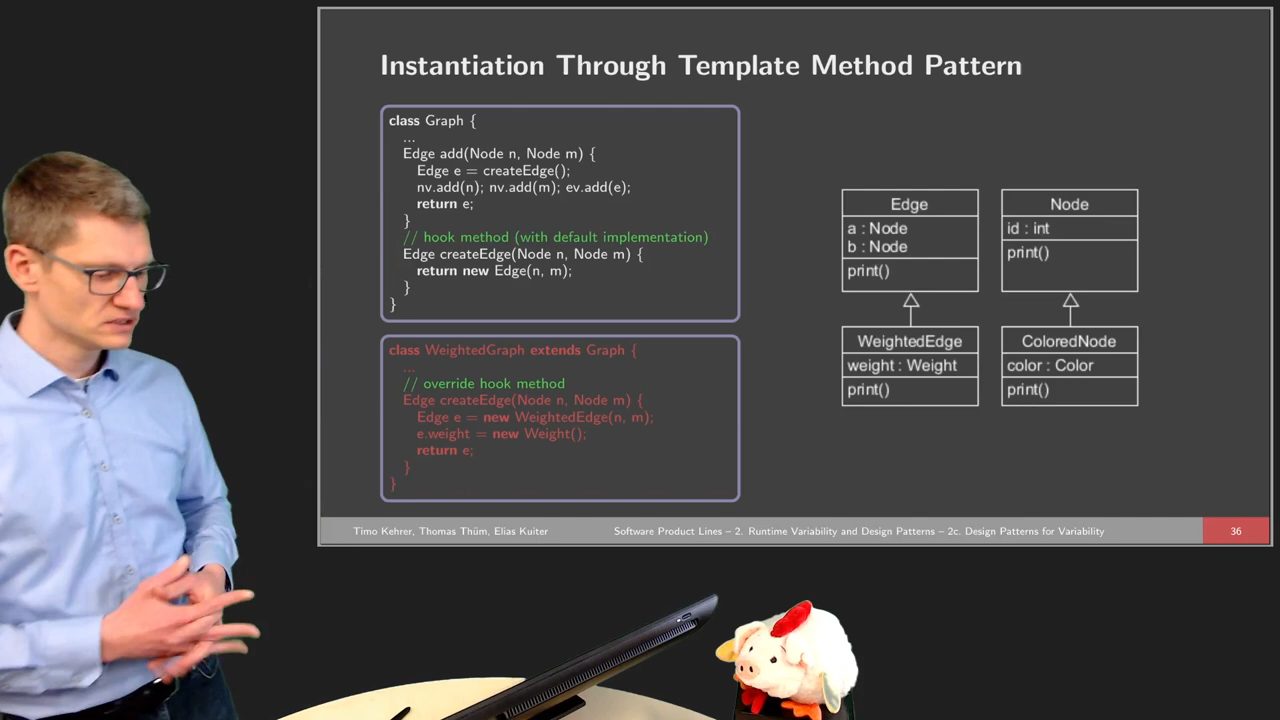 Instantiation Through Template Method Pattern
class Graph {
...
Edge add(Node n, Node m) {
Edge e = createEdge();
nv.add(n); nv.add(m); ev.add(e);
return e;
}
// hook method (with default implementation)
Edge createEdge(Node n, Node m) {
return new Edge(n, m);
}
}
class WeightedGraph extends Graph {
...
// override hook method
Edge createEdge(Node n, Node m) {
Edge e = new WeightedEdge(n, m);
e.weight = new Weight();
return e;
}
}
Edge
a : Node
b : Node
print()
Node
id : int
print()
WeightedEdge
weight : Weight
print()
ColoredNode
color : Color
print()
Timo Kehrer, Thomas Thüm, Elias Kuiter
Software Product Lines – 2. Runtime Variability and Design Patterns – 2c. Design Patterns for Variability
36